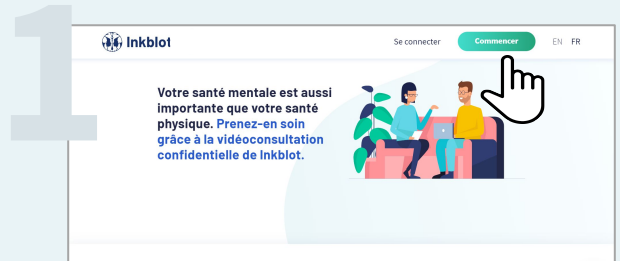 1
Inkblot
Se connecter
Commencer
EN FR
Votre santé mentale est aussi
importante que votre santé
physique. Prenez-en soin
grâce à la vidéoconsultation
confidentielle de Inkblot.